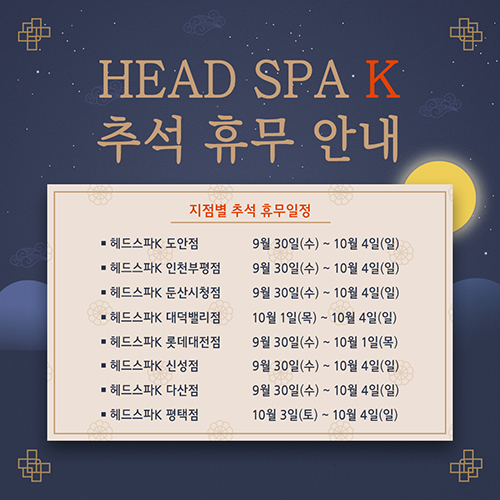 HEAD SPA K
추석 휴무 안내
지점별 추석 휴무일정
▪ 헤드스파K 도안점 9월 30일(수) ~ 10월 4일(일)
▪ 헤드스파K 인천부평점 9월 30일(수) ~ 10월 4일(일)
▪ 헤드스파K 둔산시청점 9월 30일(수) ~ 10월 4일(일)
▪ 헤드스파K 대덕밸리점 10월 1일(목) ~ 10월 4일(일)
▪ 헤드스파K 롯데대전점 9월 30일(수) ~ 10월 1일(목)
▪ 헤드스파K 신성점 9월 30일(수) ~ 10월 4일(일)
▪ 헤드스파K 다산점 9월 30일(수) ~ 10월 4일(일)
▪ 헤드스파K 평택점 10월 3일(토) ~ 10월 4일(일)